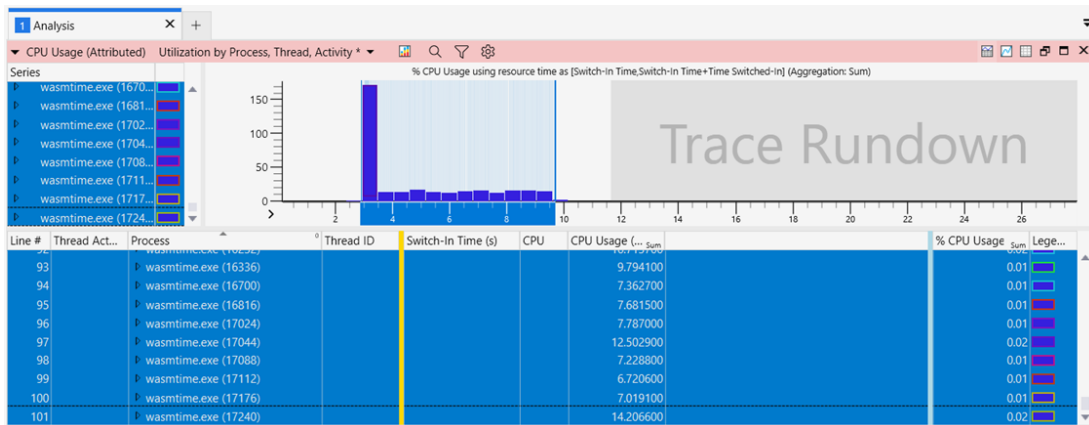 1 Analysis
CPU Usage (Attributed) Utilization by Process, Thread, Activity *
Series
% CPU Usage using resource time as [Switch-In Time,Switch-In Time+Time Switched-In] (Aggregation: Sum)
wasmtime.exe (1670...
wasmtime.exe (1681...
wasmtime.exe (1702...
wasmtime.exe (1704...
wasmtime.exe (1708...
wasmtime.exe (1711...
wasmtime.exe (1717...
wasmtime.exe (1724...
150
100
50
0
Trace Rundown
2 4 6 8 10 12 14 16 18 20 22 24 26
Line # Thread Act... Process 0 Thread ID Switch-In Time (s) CPU CPU Usage (... Sum % CPU Usage Sum Lege...
93 wasmtime.exe (16336) 9.794100 0.01
94 wasmtime.exe (16700) 7.362700 0.01
95 wasmtime.exe (16816) 7.681500 0.01
96 wasmtime.exe (17024) 7.787000 0.01
97 wasmtime.exe (17044) 12.502900 0.02
98 wasmtime.exe (17088) 7.228800 0.01
99 wasmtime.exe (17112) 6.720600 0.01
100 wasmtime.exe (17176) 7.019100 0.01
101 wasmtime.exe (17240) 14.206600 0.02